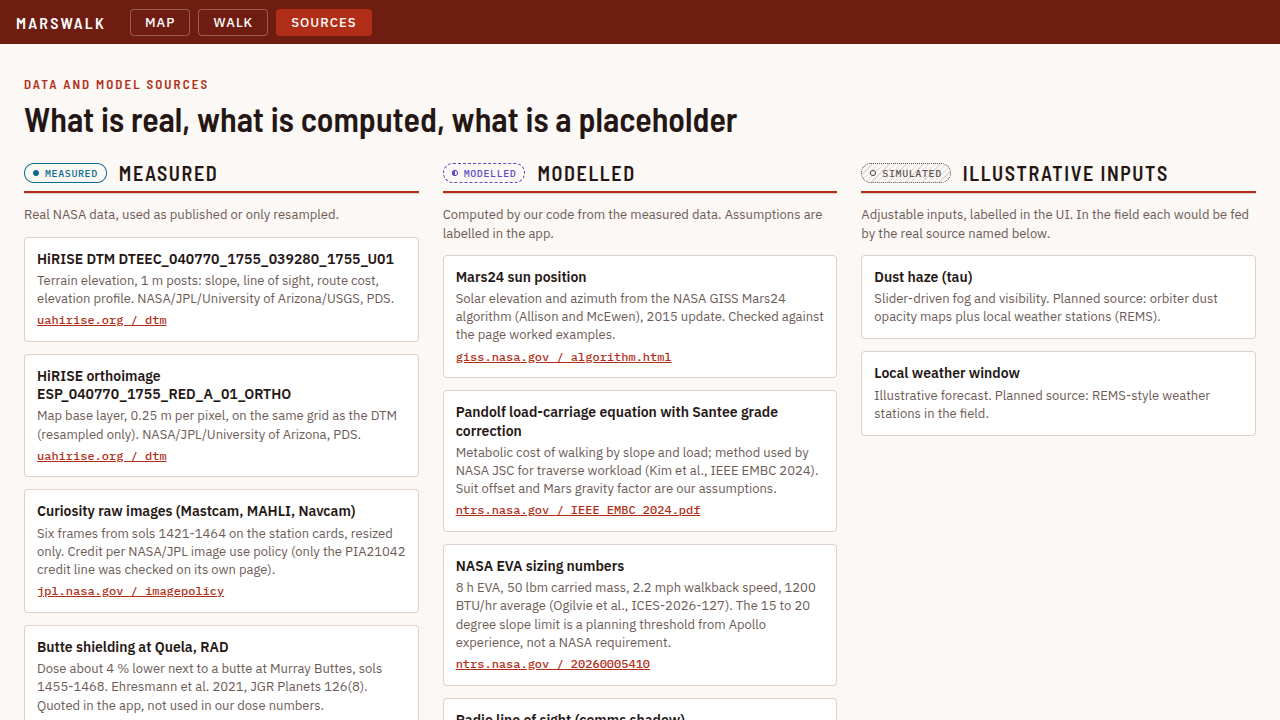 MARSWALK
MAP
WALK
SOURCES
DATA AND MODEL SOURCES
What is real, what is computed, what is a placeholder
MEASURED
MEASURED
Real NASA data, used as published or only resampled.
HiRISE DTM DTEEC_040770_1755_039280_1755_U01
Terrain elevation, 1 m posts: slope, line of sight, route cost,
elevation profile. NASA/JPL/University of Arizona/USGS, PDS.
uahirise.org / dtm
HiRISE orthoimage
ESP_040770_1755_RED_A_01_ORTHO
Map base layer, 0.25 m per pixel, on the same grid as the DTM
(resampled only). NASA/JPL/University of Arizona, PDS.
uahirise.org / dtm
Curiosity raw images (Mastcam, MAHLI, Navcam)
Six frames from sols 1421-1464 on the station cards, resized
only. Credit per NASA/JPL image use policy (only the PIA21042
credit line was checked on its own page).
jpl.nasa.gov / imagepolicy
Butte shielding at Quela, RAD
Dose about 4 % lower next to a butte at Murray Buttes, sols
1455-1468. Ehresmann et al. 2021, JGR Planets 126(8).
Quoted in the app, not used in our dose numbers.
MODELLED
MODELLED
Computed by our code from the measured data. Assumptions are
labelled in the app.
Mars24 sun position
Solar elevation and azimuth from the NASA GISS Mars24
algorithm (Allison and McEwen), 2015 update. Checked against
the page worked examples.
giss.nasa.gov / algorithm.html
Pandolf load-carriage equation with Santee grade
correction
Metabolic cost of walking by slope and load; method used by
NASA JSC for traverse workload (Kim et al., IEEE EMBC 2024).
Suit offset and Mars gravity factor are our assumptions.
ntrs.nasa.gov / IEEE EMBC 2024.pdf
NASA EVA sizing numbers
8 h EVA, 50 lbm carried mass, 2.2 mph walkback speed, 1200
BTU/hr average (Ogilvie et al., ICES-2026-127). The 15 to 20
degree slope limit is a planning threshold from Apollo
experience, not a NASA requirement.
ntrs.nasa.gov / 20260005410
Radio line of sight (comms shadow)
SIMULATED
ILLUSTRATIVE INPUTS
Adjustable inputs, labelled in the UI. In the field each would be fed
by the real source named below.
Dust haze (tau)
Slider-driven fog and visibility. Planned source: orbiter dust
opacity maps plus local weather stations (REMS).
Local weather window
Illustrative forecast. Planned source: REMS-style weather
stations in the field.